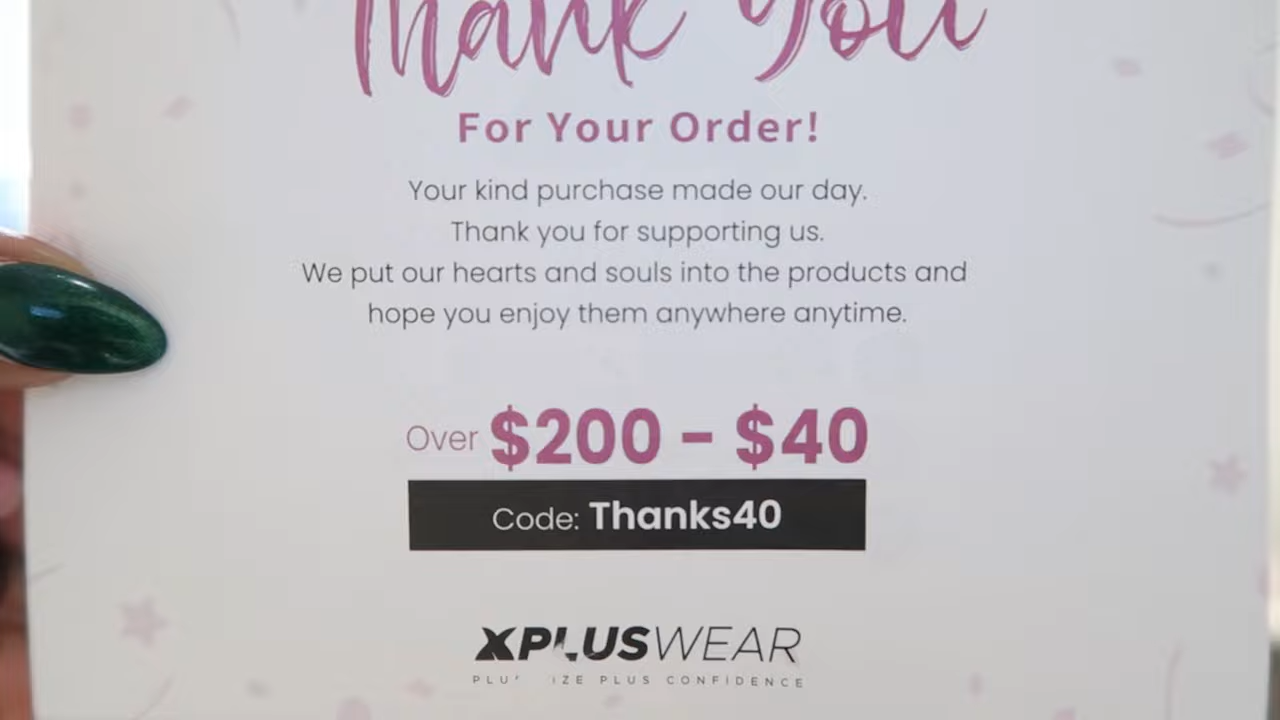 Thank You
For Your Order!
Your kind purchase made our day.
Thank you for supporting us.
We put our hearts and souls into the products and
hope you enjoy them anywhere anytime.
Over $200 - $40
Code: Thanks40
XPLUSWEAR
PLUS CONFIDENCE